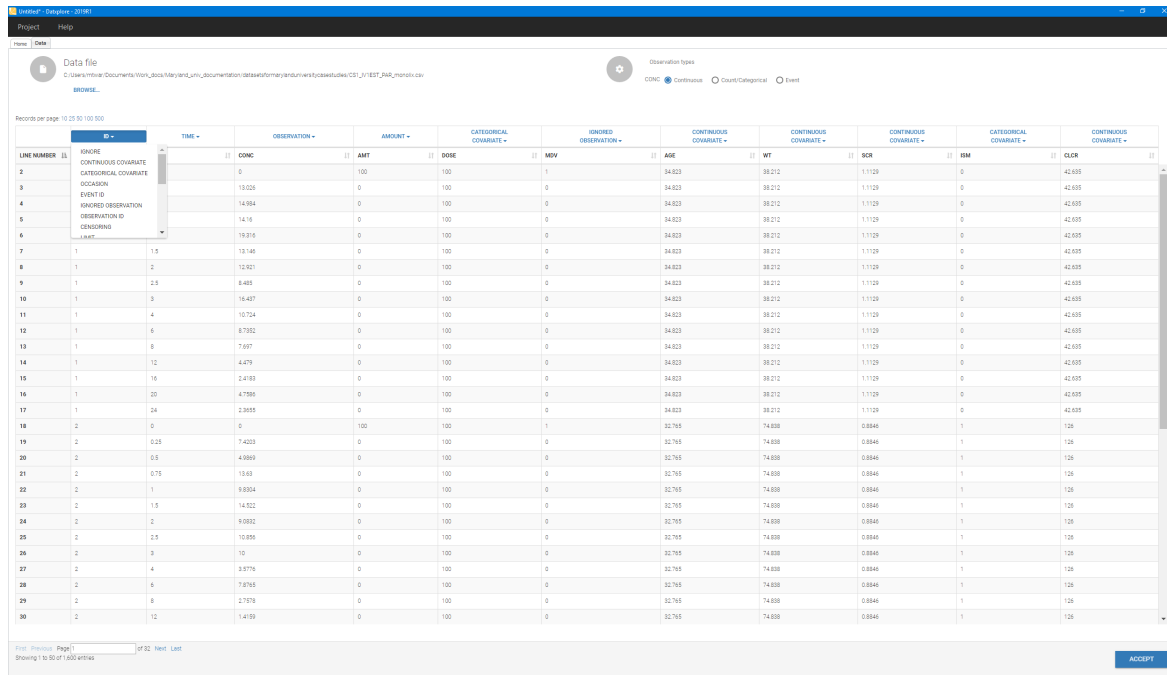 Untitled* - Datxplore - 2019R1
Project Help
Home Data
Data file
C:/Users/mtiwar/Documents/Work_docs/Maryland_univ_documentation/datasetsformarylanduniversitycasestudies/CS1_IV1EST_PAR_monolix.csv
BROWSE...
Observation types
CONC Continuous Count/Categorical Event
Records per page: 10 25 50 100 500
ID TIME OBSERVATION AMOUNT CATEGORICAL COVARIATE IGNORED OBSERVATION CONTINUOUS COVARIATE CONTINUOUS COVARIATE CONTINUOUS COVARIATE CATEGORICAL COVARIATE CONTINUOUS COVARIATE
LINE NUMBER CONC AMT DOSE MDV AGE WT SCR ISM CLCR
IGNORE
CONTINUOUS COVARIATE
CATEGORICAL COVARIATE
OCCASION
EVENT ID
IGNORED OBSERVATION
OBSERVATION ID
CENSORING
LIMIT
2 0 100 100 1 34.823 38.212 1.1129 0 42.635
3 13.026 0 100 0 34.823 38.212 1.1129 0 42.635
4 14.984 0 100 0 34.823 38.212 1.1129 0 42.635
5 14.16 0 100 0 34.823 38.212 1.1129 0 42.635
6 19.316 0 100 0 34.823 38.212 1.1129 0 42.635
7 1 1.5 13.146 0 100 0 34.823 38.212 1.1129 0 42.635
8 1 2 12.921 0 100 0 34.823 38.212 1.1129 0 42.635
9 1 2.5 8.485 0 100 0 34.823 38.212 1.1129 0 42.635
10 1 3 16.437 0 100 0 34.823 38.212 1.1129 0 42.635
11 1 4 10.724 0 100 0 34.823 38.212 1.1129 0 42.635
12 1 6 8.7352 0 100 0 34.823 38.212 1.1129 0 42.635
13 1 8 7.697 0 100 0 34.823 38.212 1.1129 0 42.635
14 1 12 4.479 0 100 0 34.823 38.212 1.1129 0 42.635
15 1 16 2.4183 0 100 0 34.823 38.212 1.1129 0 42.635
16 1 20 4.7586 0 100 0 34.823 38.212 1.1129 0 42.635
17 1 24 2.3655 0 100 0 34.823 38.212 1.1129 0 42.635
18 2 0 0 100 100 1 32.765 74.838 0.8846 1 126
19 2 0.25 7.4203 0 100 0 32.765 74.838 0.8846 1 126
20 2 0.5 4.9869 0 100 0 32.765 74.838 0.8846 1 126
21 2 0.75 13.63 0 100 0 32.765 74.838 0.8846 1 126
22 2 1 9.8304 0 100 0 32.765 74.838 0.8846 1 126
23 2 1.5 14.522 0 100 0 32.765 74.838 0.8846 1 126
24 2 2 9.0832 0 100 0 32.765 74.838 0.8846 1 126
25 2 2.5 10.856 0 100 0 32.765 74.838 0.8846 1 126
26 2 3 10 0 100 0 32.765 74.838 0.8846 1 126
27 2 4 3.5776 0 100 0 32.765 74.838 0.8846 1 126
28 2 6 7.8765 0 100 0 32.765 74.838 0.8846 1 126
29 2 8 2.7578 0 100 0 32.765 74.838 0.8846 1 126
30 2 12 1.4159 0 100 0 32.765 74.838 0.8846 1 126
First Previous Page 1 of 32 Next Last
Showing 1 to 50 of 1,600 entries
ACCEPT